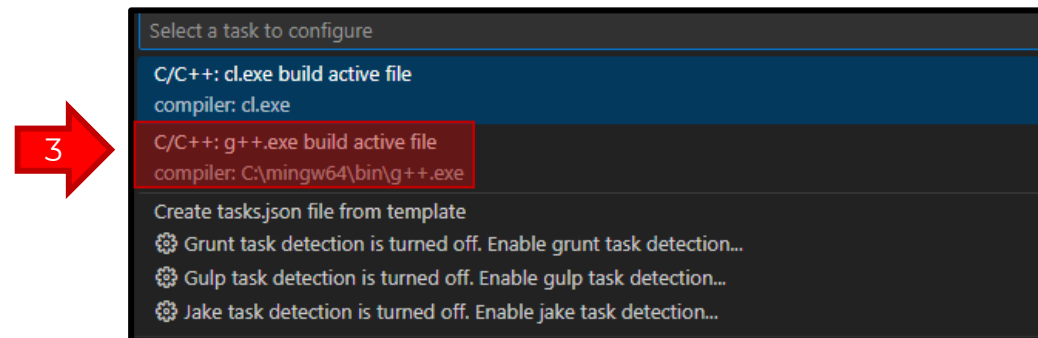 Select a task to configure
C/C++: cl.exe build active file
compiler: cl.exe
3
C/C++: g++.exe build active file
compiler: C:\mingw64\bin\g++.exe
Create tasks.json file from template
Grunt task detection is turned off. Enable grunt task detection...
Gulp task detection is turned off. Enable gulp task detection...
Jake task detection is turned off. Enable jake task detection...